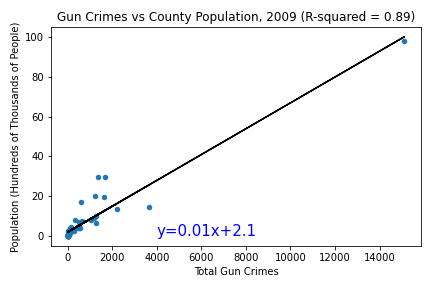 Gun Crimes vs County Population, 2009 (R-squared = 0.89)
Population (Hundreds of Thousands of People)
100
80
60
40
20
0
y=0.01x+2.1
0 2000 4000 6000 8000 10000 12000 14000
Total Gun Crimes